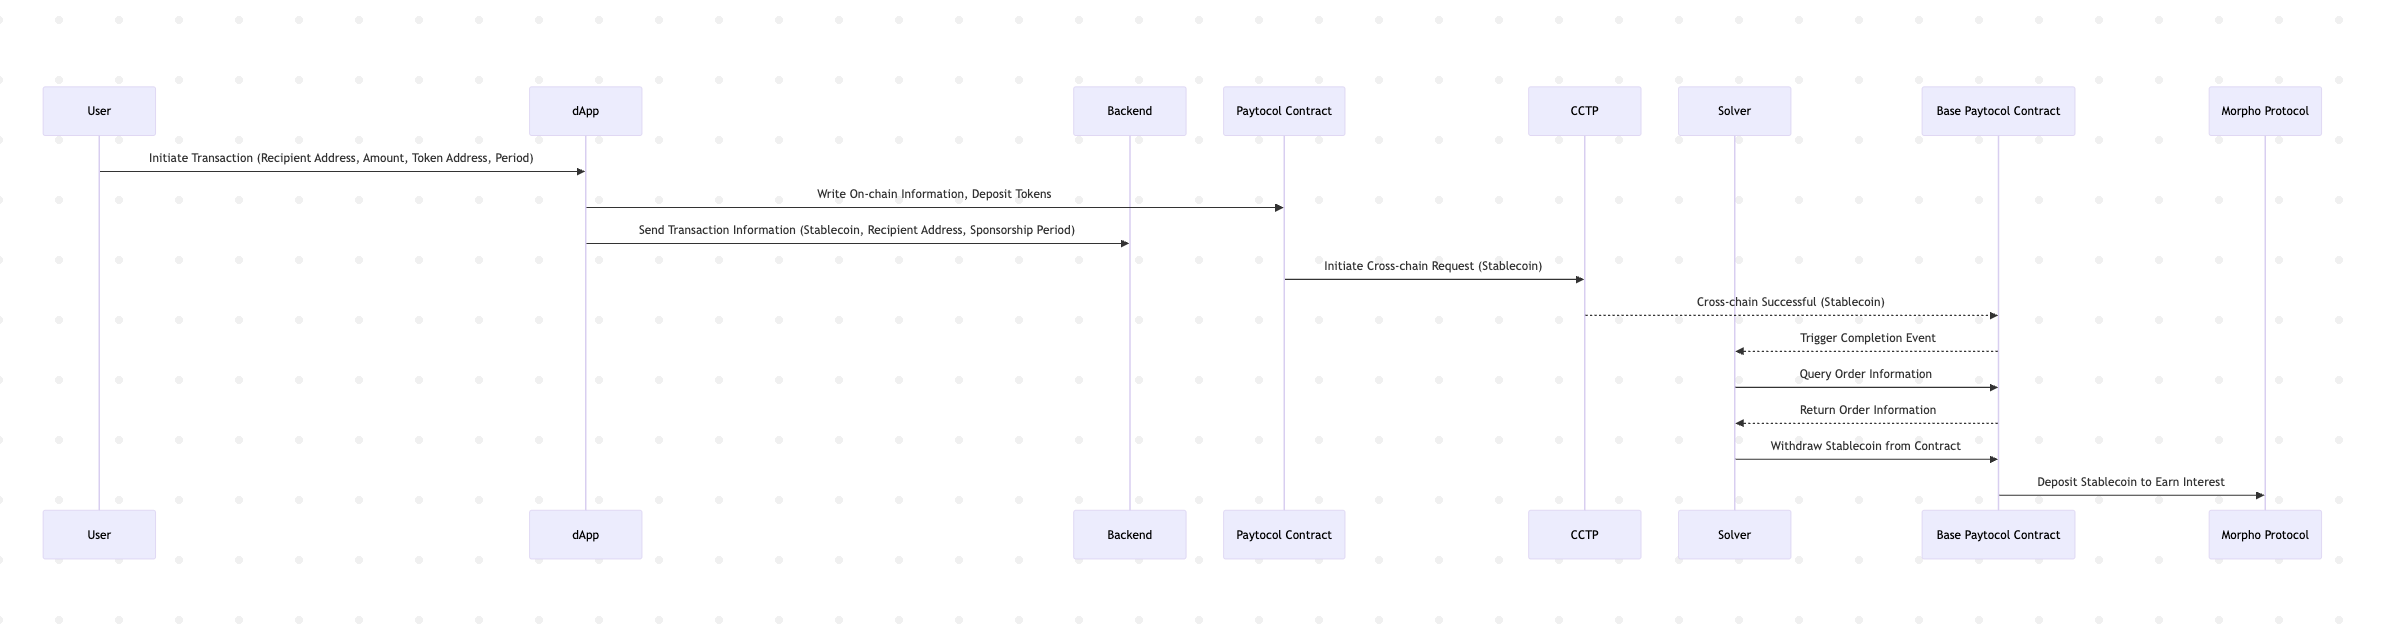 User
dApp
Backend
Paytocol Contract
CCTP
Solver
Base Paytocol Contract
Morpho Protocol
Initiate Transaction (Recipient Address, Amount, Token Address, Period)
Write On-chain Information, Deposit Tokens
Send Transaction Information (Stablecoin, Recipient Address, Sponsorship Period)
Initiate Cross-chain Request (Stablecoin)
Cross-chain Successful (Stablecoin)
Trigger Completion Event
Query Order Information
Return Order Information
Withdraw Stablecoin from Contract
Deposit Stablecoin to Earn Interest
User
dApp
Backend
Paytocol Contract
CCTP
Solver
Base Paytocol Contract
Morpho Protocol